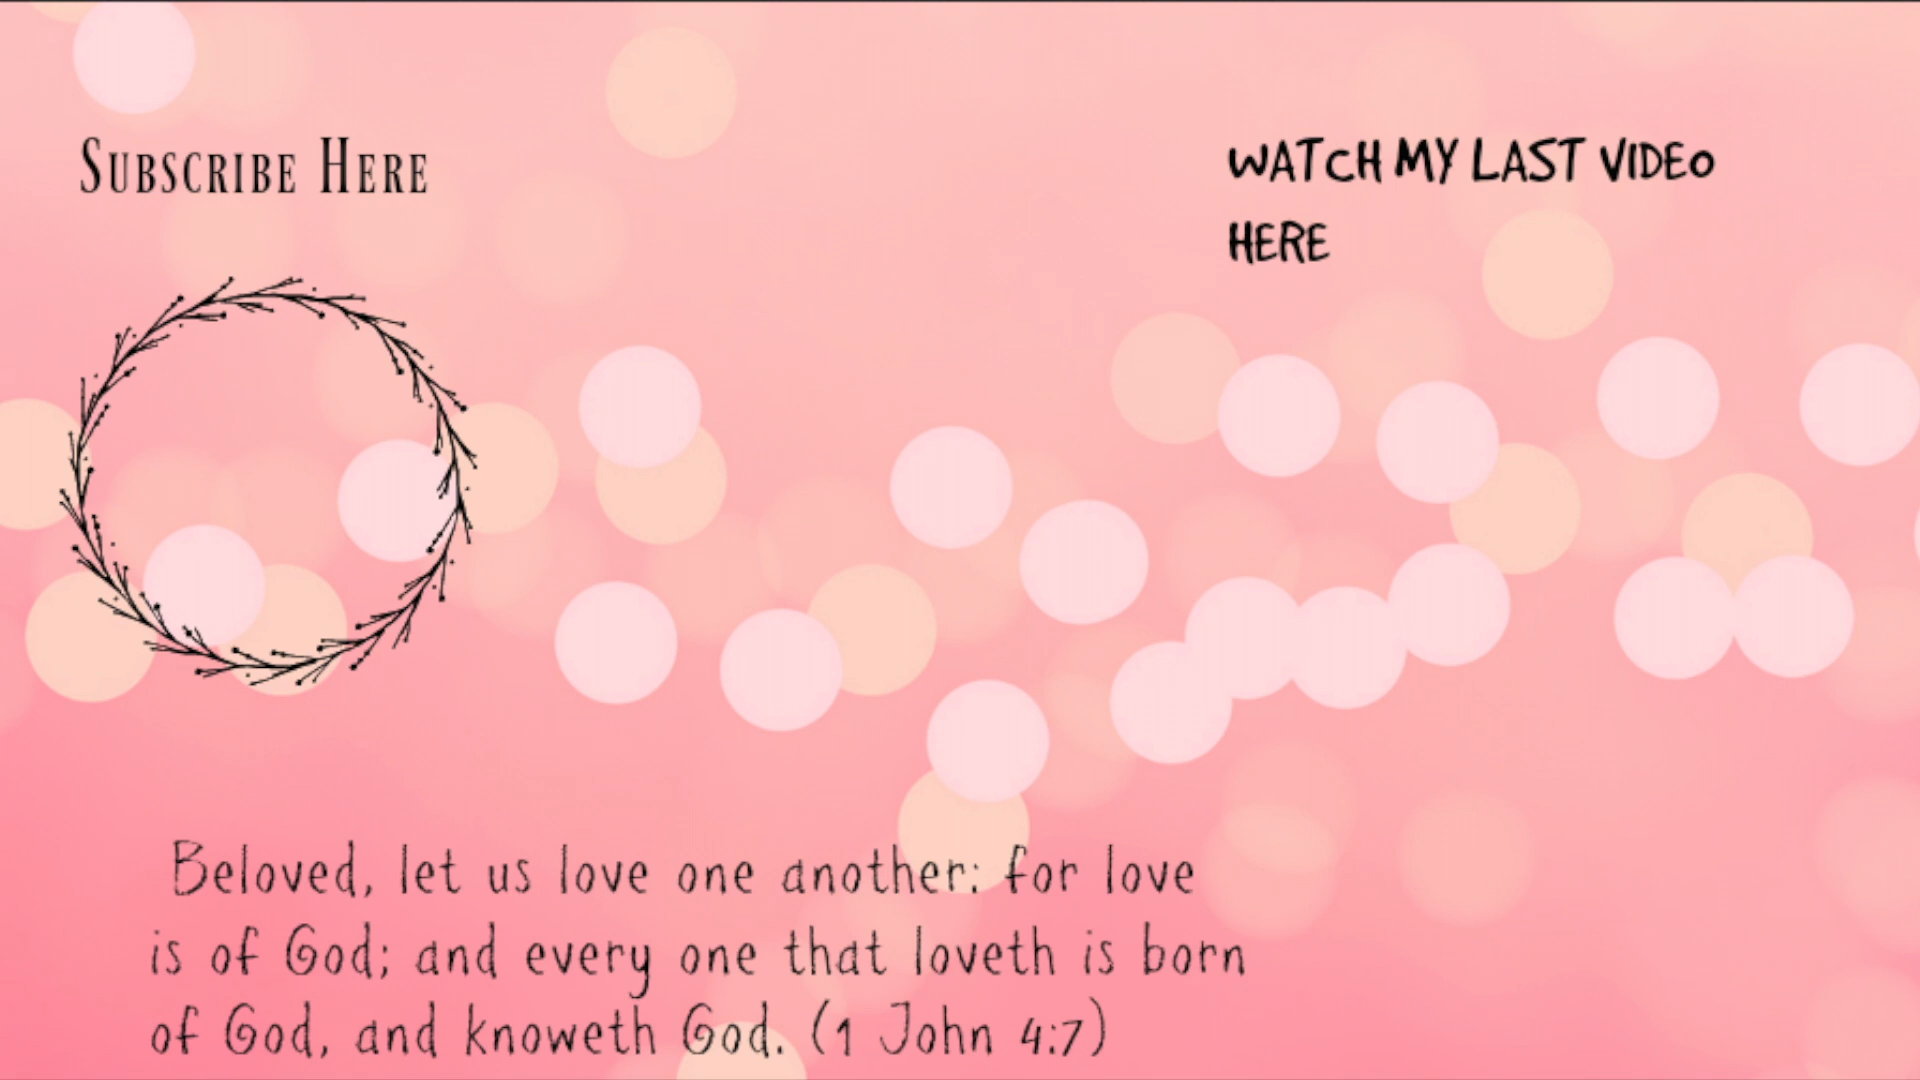 Subscribe Here
WATCH MY LAST VIDEO
HERE
Beloved, let us love one another: for love
is of God; and every one that loveth is born
of God, and knoweth God. (1 John 4:7)